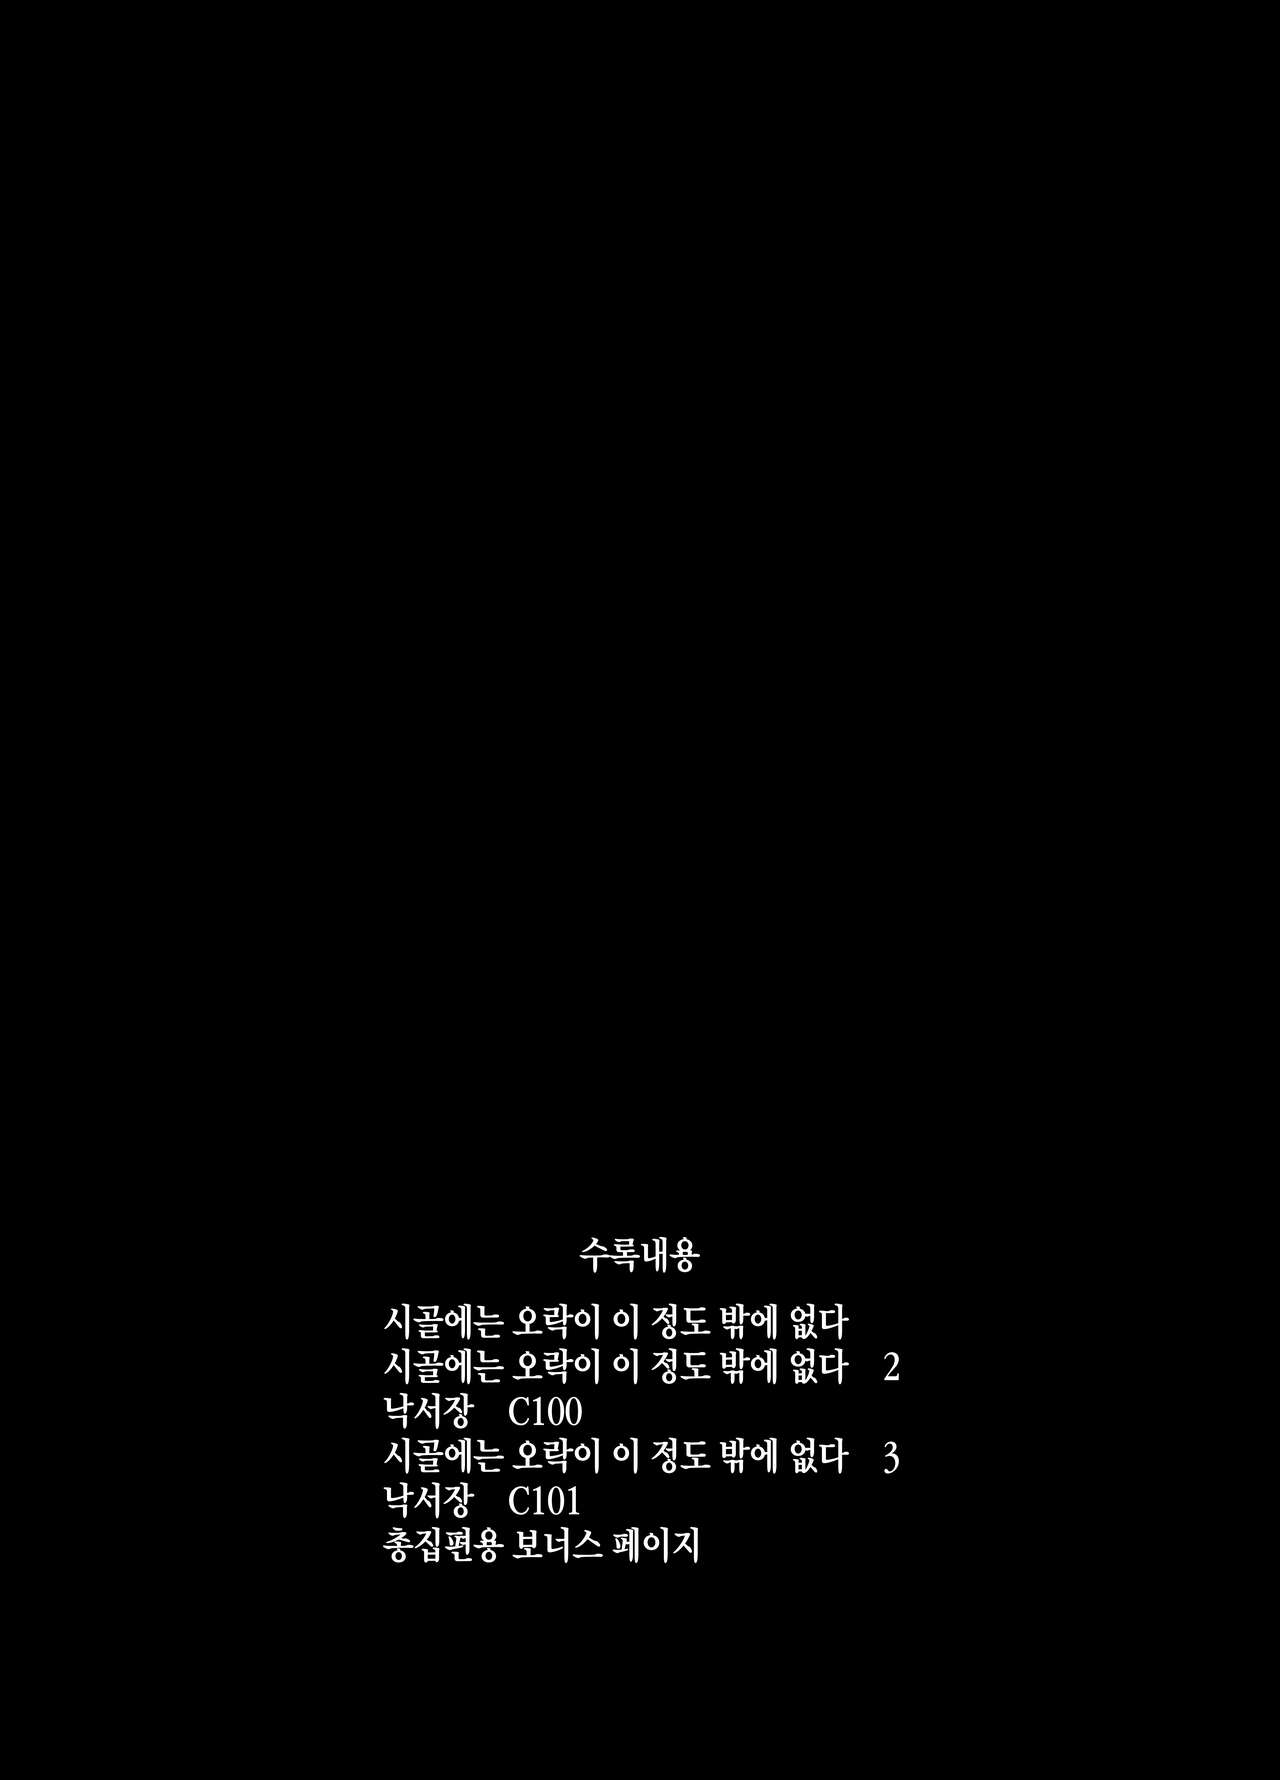 수록내용
시골에는 오락이 이 정도 밖에 없다
시골에는 오락이 이 정도 밖에 없다 2
낙서장 C100
시골에는 오락이 이 정도 밖에 없다 3
낙서장 C101
총집편용 보너스 페이지